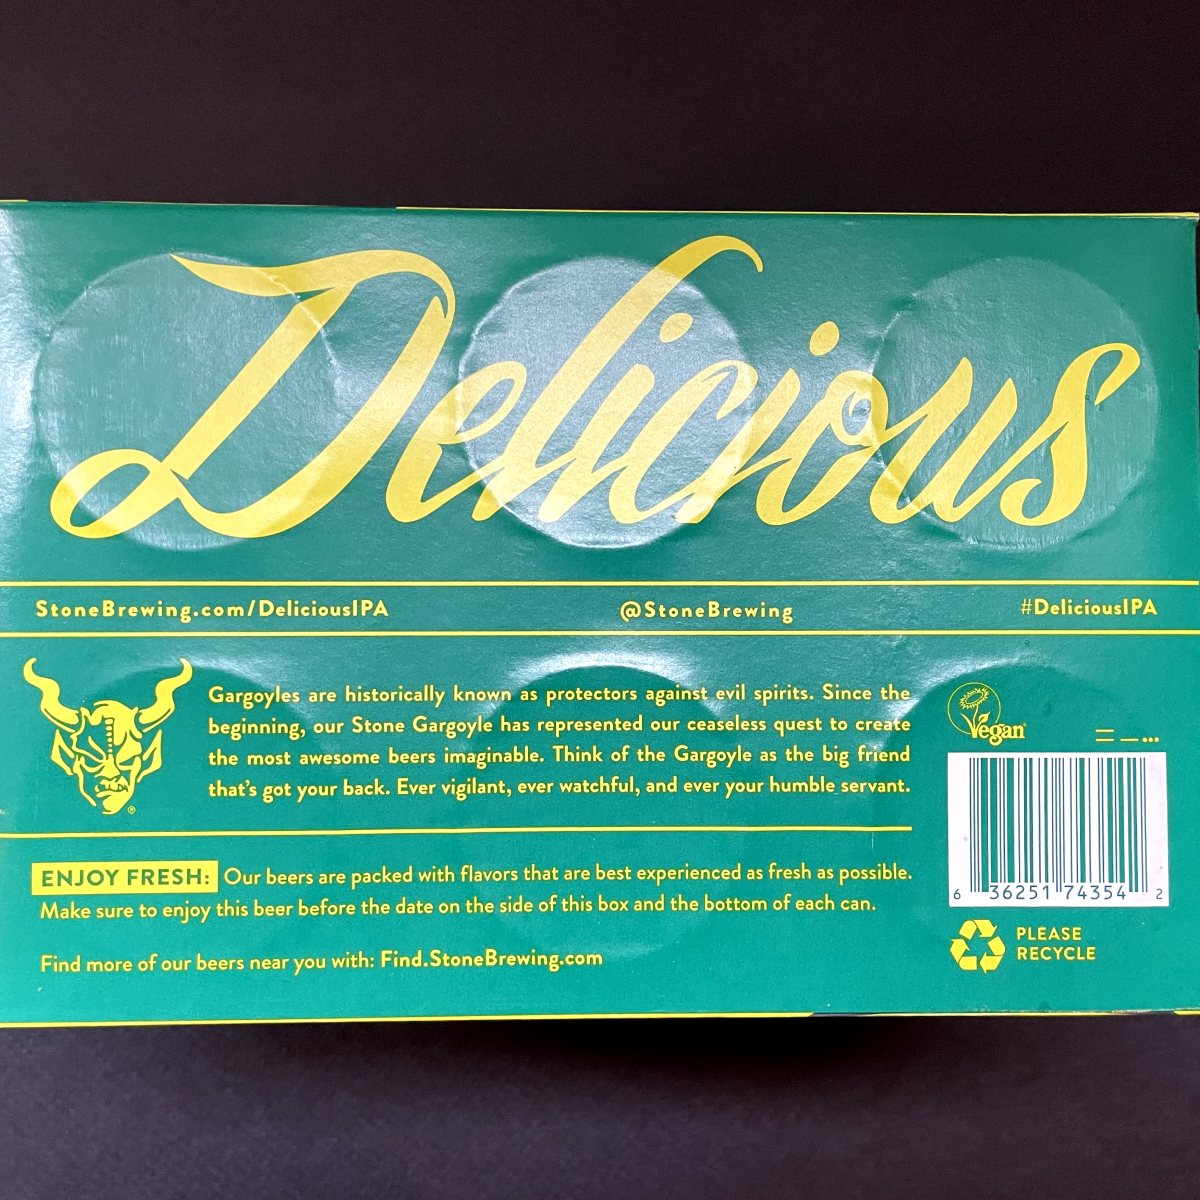 Delicious
StoneBrewing.com/DeliciousIPA @StoneBrewing #DeliciousIPA
Gargoyles are historically known as protectors against evil spirits. Since the
beginning, our Stone Gargoyle has represented our ceaseless quest to create
the most awesome beers imaginable. Think of the Gargoyle as the big friend
that's got your back. Ever vigilant, ever watchful, and ever your humble servant.
®
Vegan
ENJOY FRESH: Our beers are packed with flavors that are best experienced as fresh as possible.
Make sure to enjoy this beer before the date on the side of this box and the bottom of each can.
Find more of our beers near you with: Find.StoneBrewing.com
6 36251 74354 2
PLEASE
RECYCLE